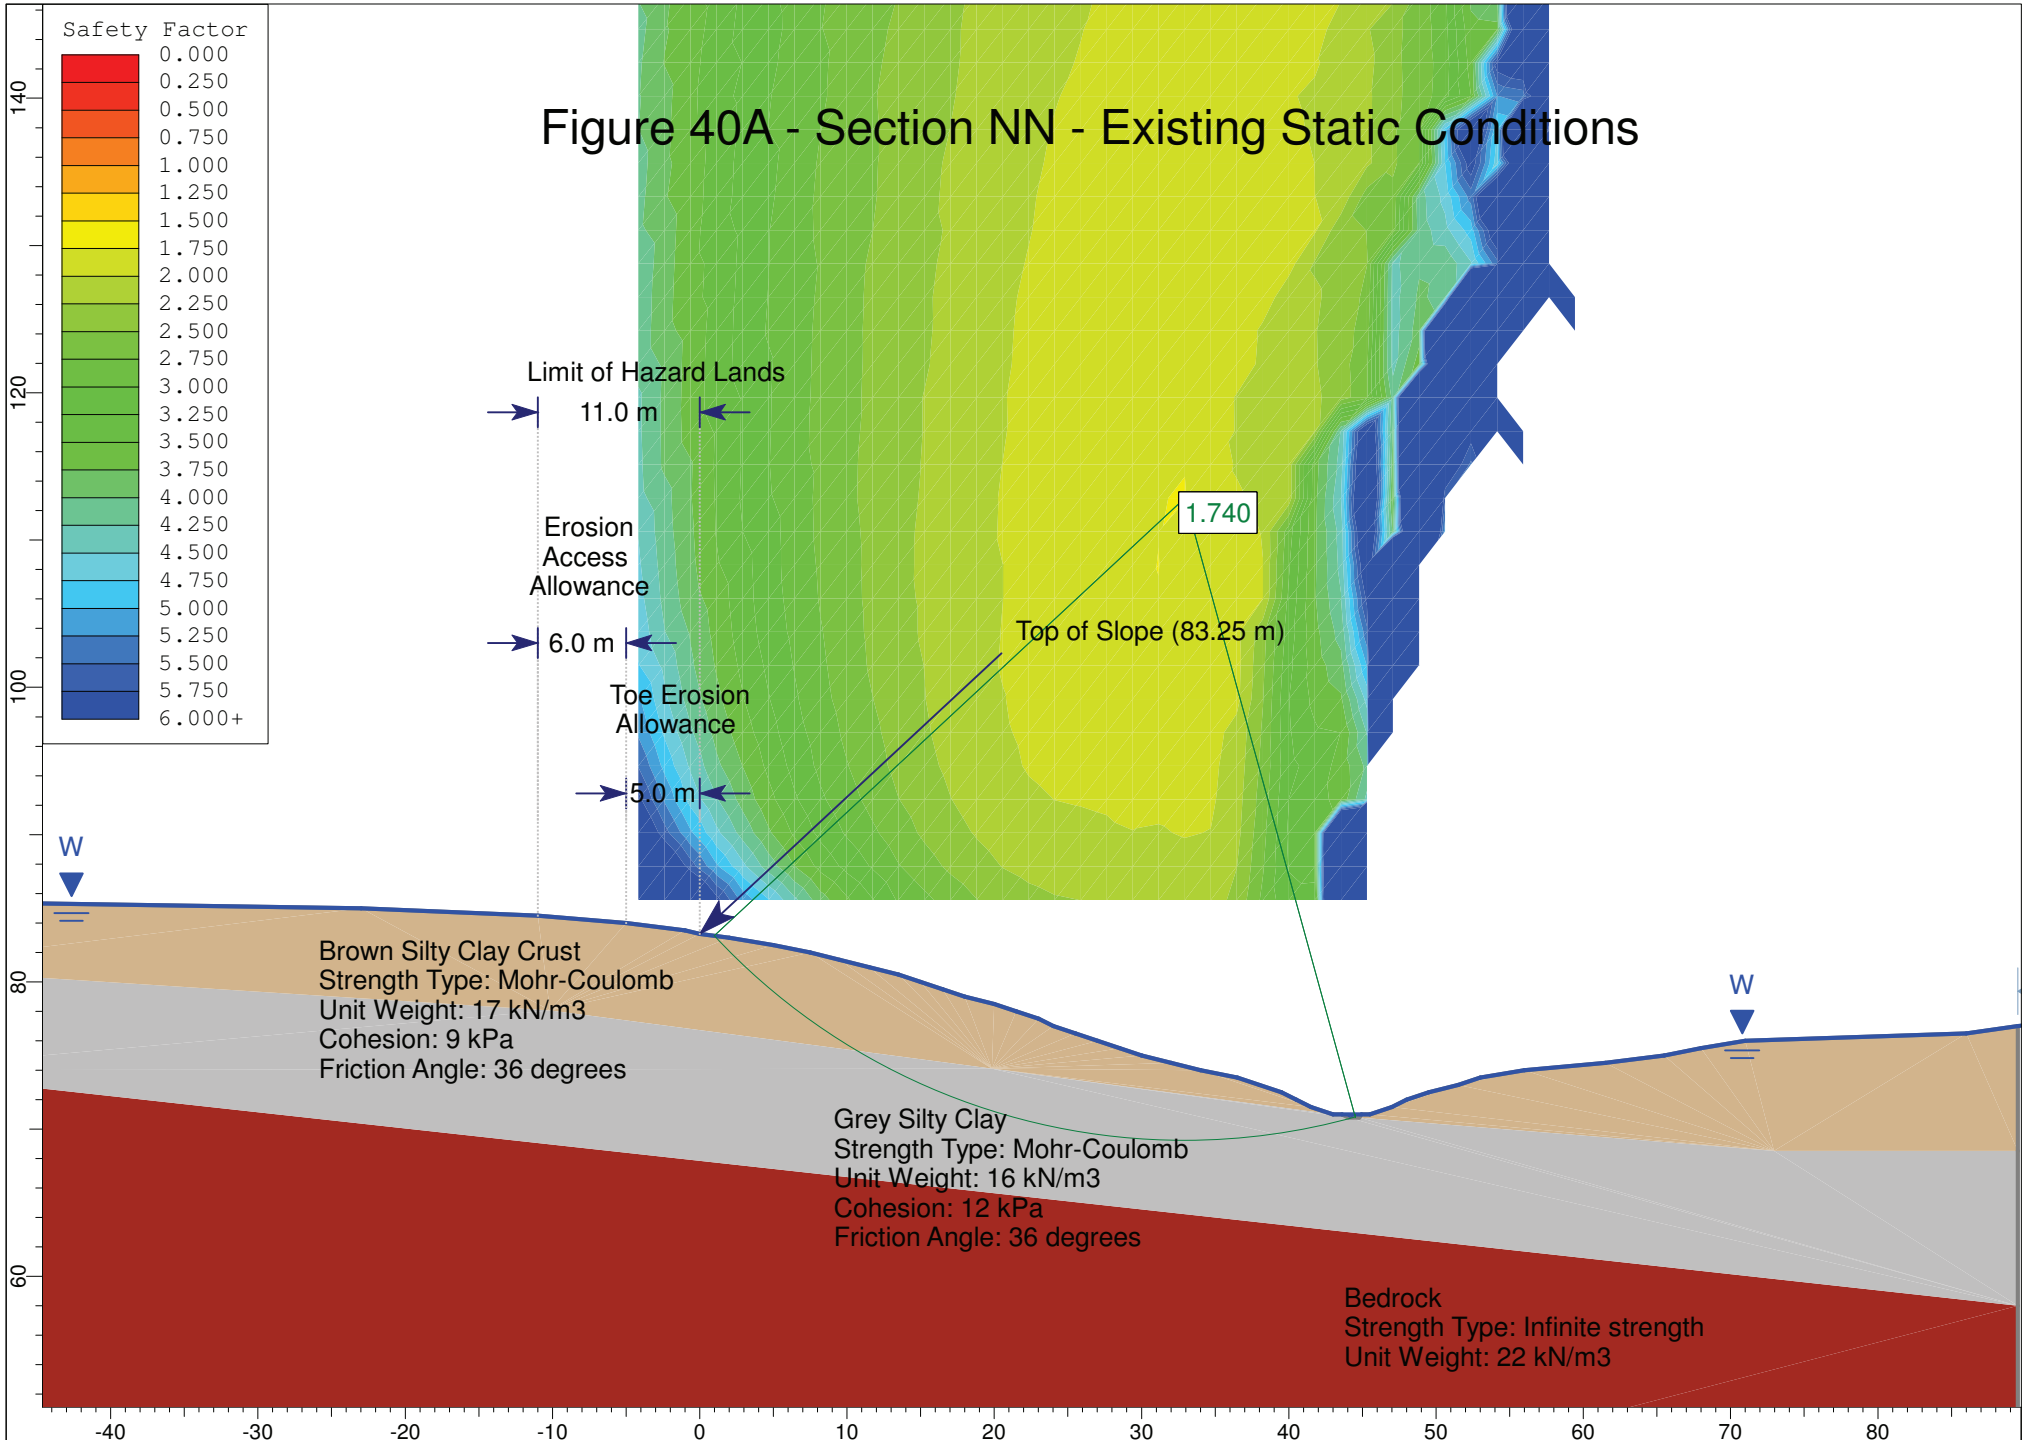 Safety Factor
0.000
0.250
0.500
0.750
1.000
1.250
1.500
1.750
2.000
2.250
2.500
2.750
3.000
3.250
3.500
3.750
4.000
4.250
4.500
4.750
5.000
5.250
5.500
5.750
6.000+
Figure 40A - Section NN - Existing Static Conditions
Limit of Hazard Lands
11.0 m
Erosion
Access
Allowance
6.0 m
Toe Erosion
Allowance
5.0 m
1.740
Top of Slope (83.25 m)
W
W
Brown Silty Clay Crust
Strength Type: Mohr-Coulomb
Unit Weight: 17 kN/m3
Cohesion: 9 kPa
Friction Angle: 36 degrees
Grey Silty Clay
Strength Type: Mohr-Coulomb
Unit Weight: 16 kN/m3
Cohesion: 12 kPa
Friction Angle: 36 degrees
Bedrock
Strength Type: Infinite strength
Unit Weight: 22 kN/m3
140
120
100
80
60
-40 -30 -20 -10 0 10 20 30 40 50 60 70 80 90